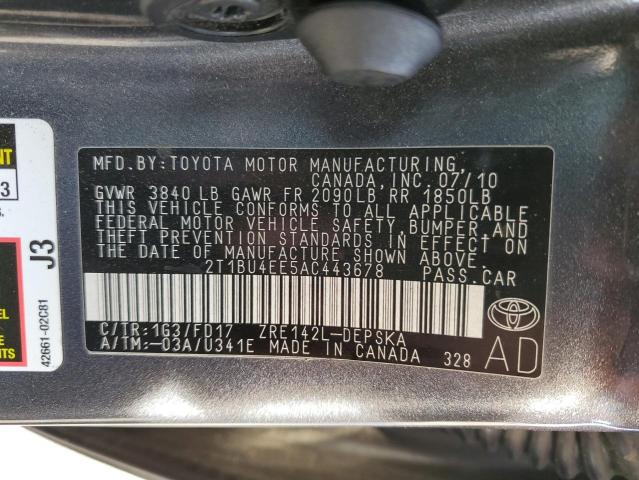 MFD.BY:TOYOTA MOTOR MANUFACTURING,
CANADA, INC. 07/10
GVWR 3840LB GAWR FR 2090LB RR 1850LB
THIS VEHICLE CONFORMS TO ALL APPLICABLE
FEDERAL MOTOR VEHICLE SAFETY, BUMPER, AND
THEFT PREVENTION STANDARDS IN EFFECT ON
THE DATE OF MANUFACTURE SHOWN ABOVE.
2T1BU4EE5AC443678 PASS.CAR
C/TR:1G3/FD17 ZRE142L-DEPSKA
A/TM:-03A/U341E MADE IN CANADA 328
AD
NT
3
J3
42661-02C81